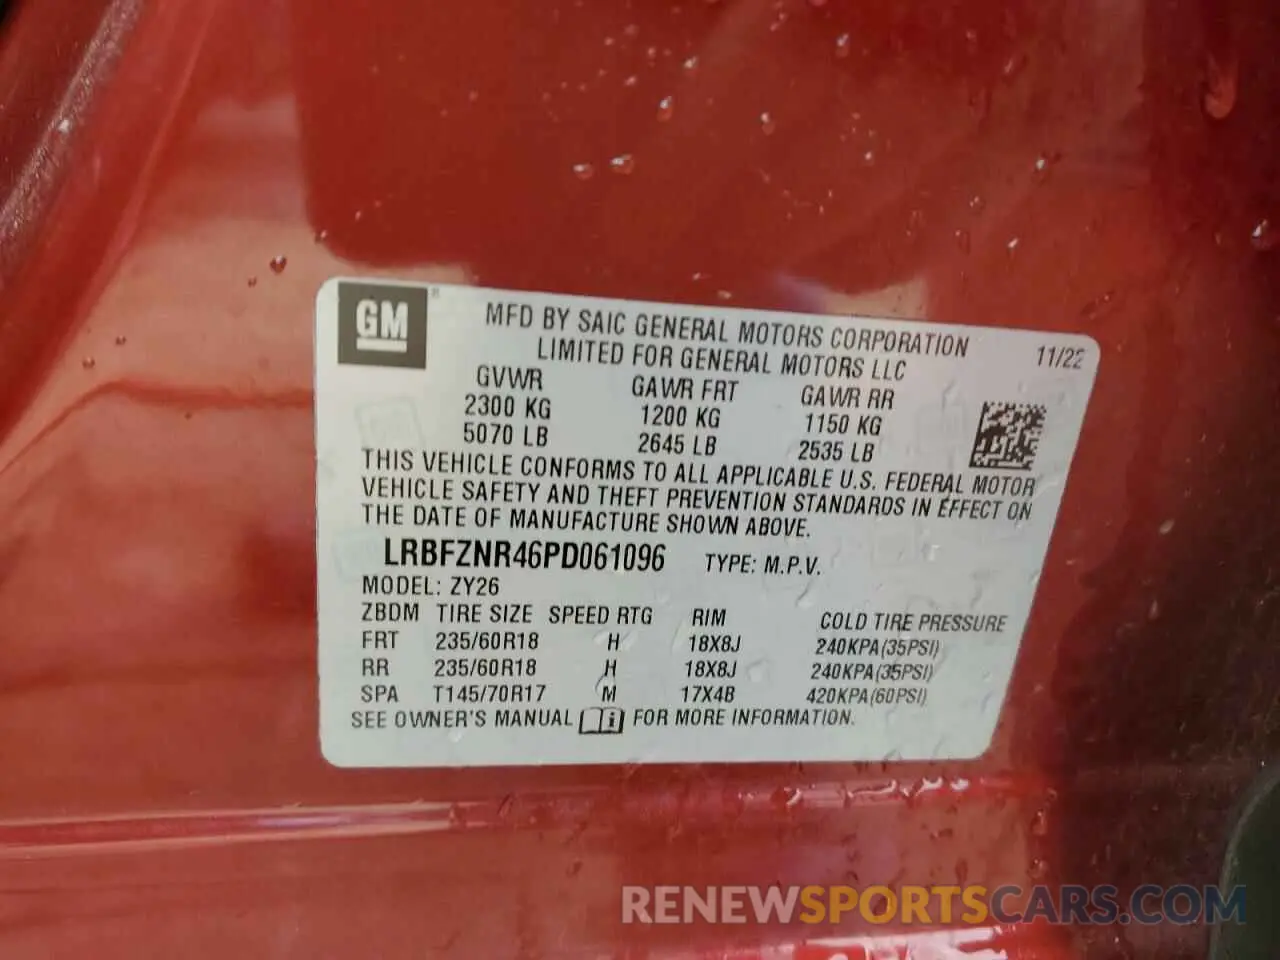 GM
MFD BY SAIC GENERAL MOTORS CORPORATION
LIMITED FOR GENERAL MOTORS LLC
11/22
GVWR GAWR FRT GAWR RR
2300 KG 1200 KG 1150 KG
5070 LB 2645 LB 2535 LB
THIS VEHICLE CONFORMS TO ALL APPLICABLE U.S. FEDERAL MOTOR
VEHICLE SAFETY AND THEFT PREVENTION STANDARDS IN EFFECT ON
THE DATE OF MANUFACTURE SHOWN ABOVE.
LRBFZNR46PD061096 TYPE: M.P.V.
MODEL: ZY26
ZBDM TIRE SIZE SPEED RTG RIM COLD TIRE PRESSURE
FRT 235/60R18 H 18X8J 240KPA(35PSI)
RR 235/60R18 H 18X8J 240KPA(35PSI)
SPA T145/70R17 M 17X4B 420KPA(60PSI)
SEE OWNER'S MANUAL FOR MORE INFORMATION.
RENEWSPORTSCARS.COM